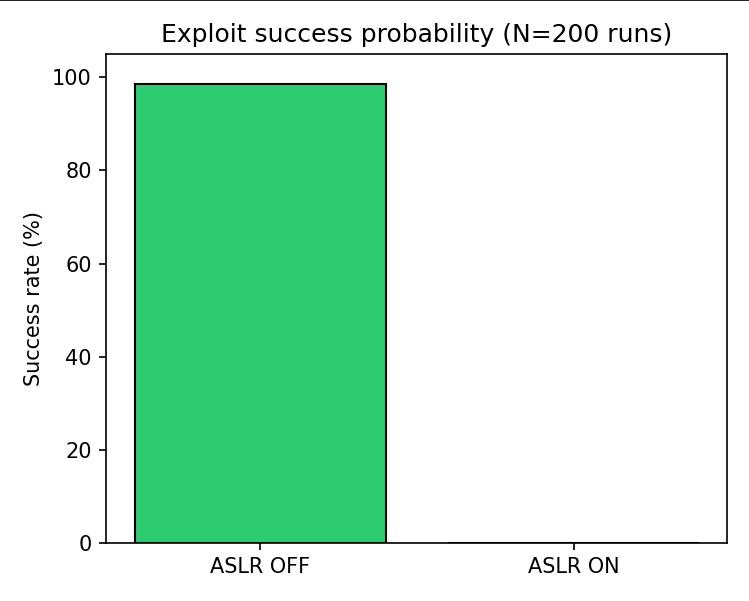 Exploit success probability (N=200 runs)
Success rate (%)
100
80
60
40
20
0
ASLR OFF
ASLR ON